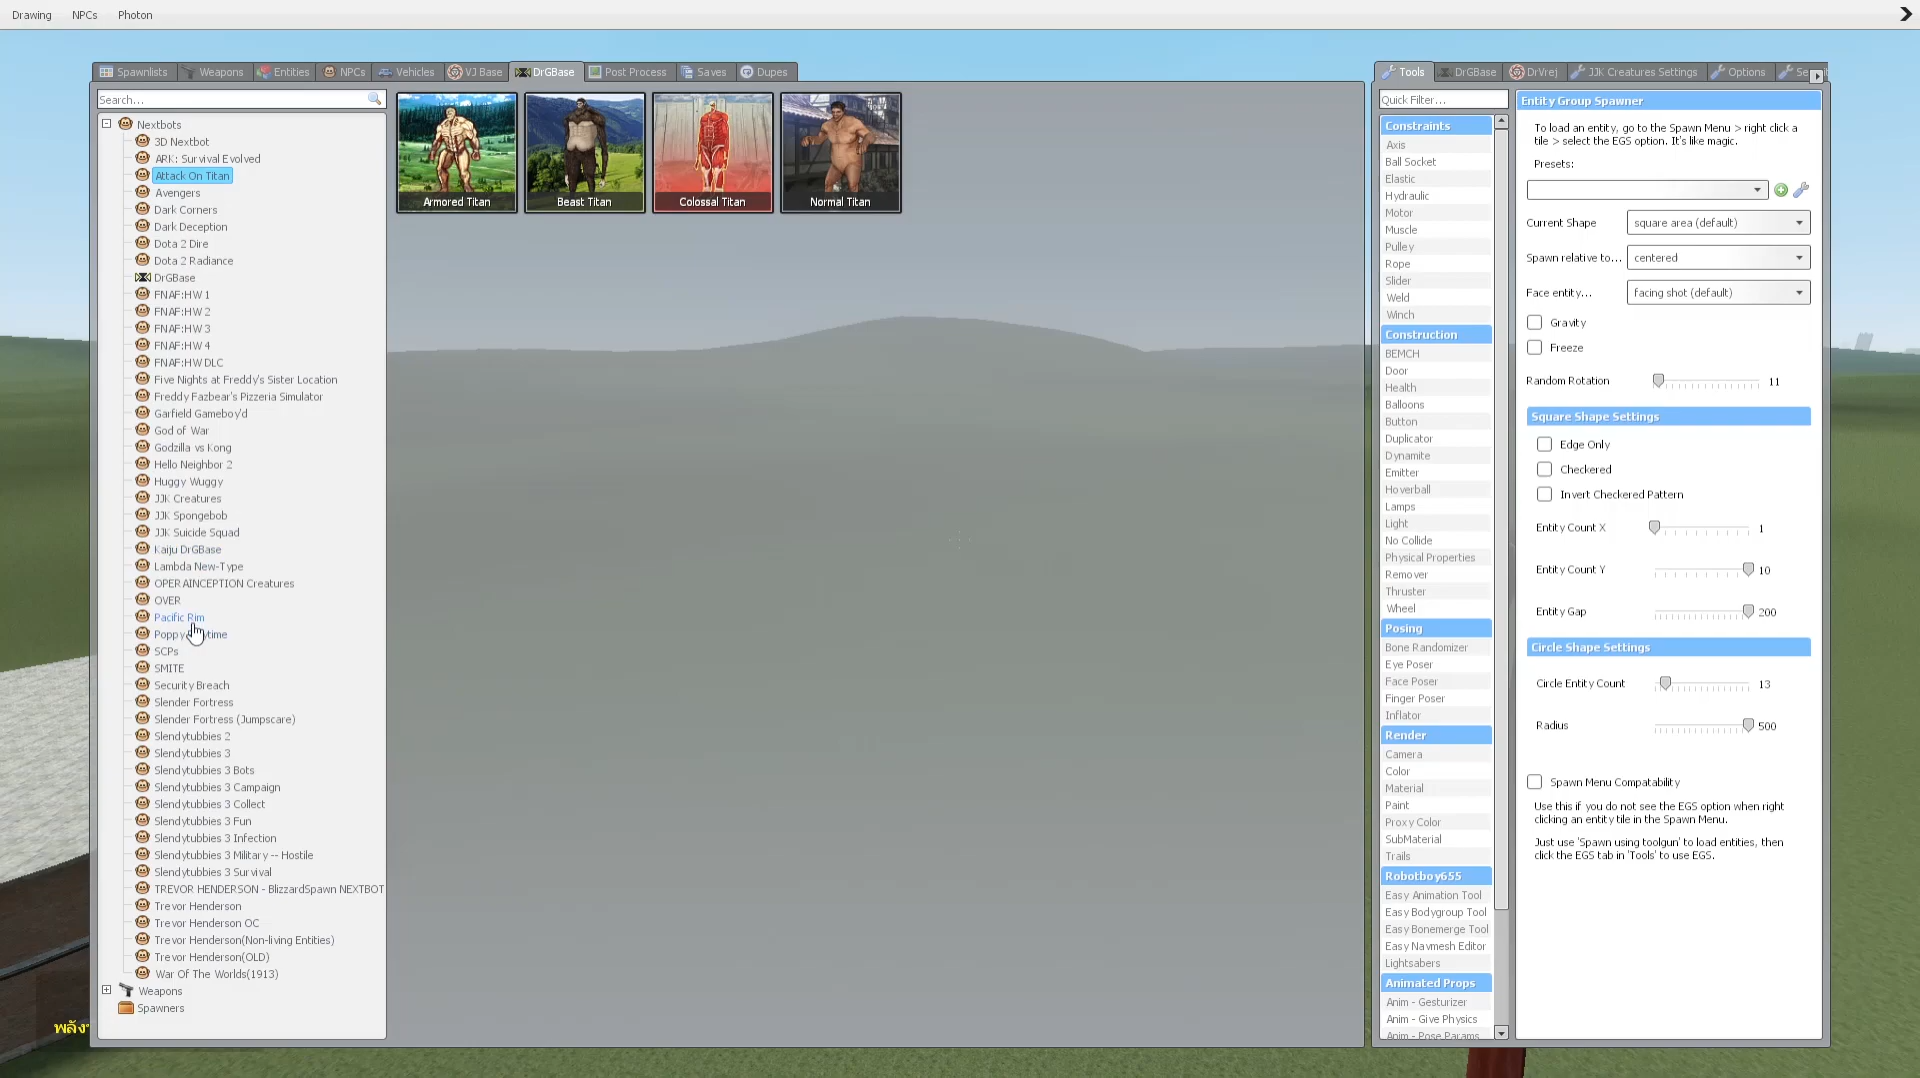 Drawing NPCs Photon
Spawnlists Weapons Entities NPCs Vehicles VJ Base DrGBase Post Process Saves Dupes
Search...
Nextbots
3D Nextbot
ARK: Survival Evolved
Attack On Titan
Avengers
Dark Corners
Dark Deception
Dota 2 Dire
Dota 2 Radiance
DrGBase
FNAF:HW 1
FNAF:HW 2
FNAF:HW 3
FNAF:HW 4
FNAF:HW DLC
Five Nights at Freddy's Sister Location
Freddy Fazbear's Pizzeria Simulator
Garfield Gameboy'd
God of War
Godzilla vs Kong
Hello Neighbor 2
Huggy Wuggy
JJK Creatures
JJK Spongebob
JJK Suicide Squad
Kaiju DrGBase
Lambda New-Type
OPERAINCEPTION Creatures
OVER
Pacific Rim
Poppy
SCPs
SMITE
Security Breach
Slender Fortress
Slender Fortress (Jumpscare)
Slendytubbies 2
Slendytubbies 3
Slendytubbies 3 Bots
Slendytubbies 3 Campaign
Slendytubbies 3 Collect
Slendytubbies 3 Fun
Slendytubbies 3 Infection
Slendytubbies 3 Military -- Hostile
Slendytubbies 3 Survival
TREVOR HENDERSON - BlizzardSpawn NEXTBOT
Trevor Henderson
Trevor Henderson OC
Trevor Henderson(Non-living Entities)
Trevor Henderson(OLD)
War Of The Worlds(1913)
Weapons
Spawners
พลัง
Armored Titan
Beast Titan
Colossal Titan
Normal Titan
Tools DrGBase DrVrej JJK Creatures Settings Options
Quick Filter...
Constraints
Axis
Ball Socket
Elastic
Hydraulic
Motor
Muscle
Pulley
Rope
Slider
Weld
Winch
Construction
BEMCH
Door
Health
Balloons
Button
Duplicator
Dynamite
Emitter
Hoverball
Lamps
Light
No Collide
Physical Properties
Remover
Thruster
Wheel
Posing
Bone Randomizer
Eye Poser
Face Poser
Finger Poser
Inflator
Render
Camera
Color
Material
Paint
Proxy Color
SubMaterial
Trails
Robotboy655
Easy Animation Tool
Easy Bodygroup Tool
Easy Bonemerge Tool
Easy Navmesh Editor
Lightsabers
Animated Props
Anim - Gesturizer
Anim - Give Physics
Anim - Pose Params
Entity Group Spawner
To load an entity, go to the Spawn Menu > right click a
tile > select the EGS option. It's like magic.
Presets:
Current Shape square area (default)
Spawn relative to... centered
Face entity... facing shot (default)
Gravity
Freeze
Random Rotation 11
Square Shape Settings
Edge Only
Checkered
Invert Checkered Pattern
Entity Count X 1
Entity Count Y 10
Entity Gap 200
Circle Shape Settings
Circle Entity Count 13
Radius 500
Spawn Menu Compatability
Use this if you do not see the EGS option when right
clicking an entity tile in the Spawn Menu.
Just use 'Spawn using toolgun' to load entities, then
click the EGS tab in 'Tools' to use EGS.